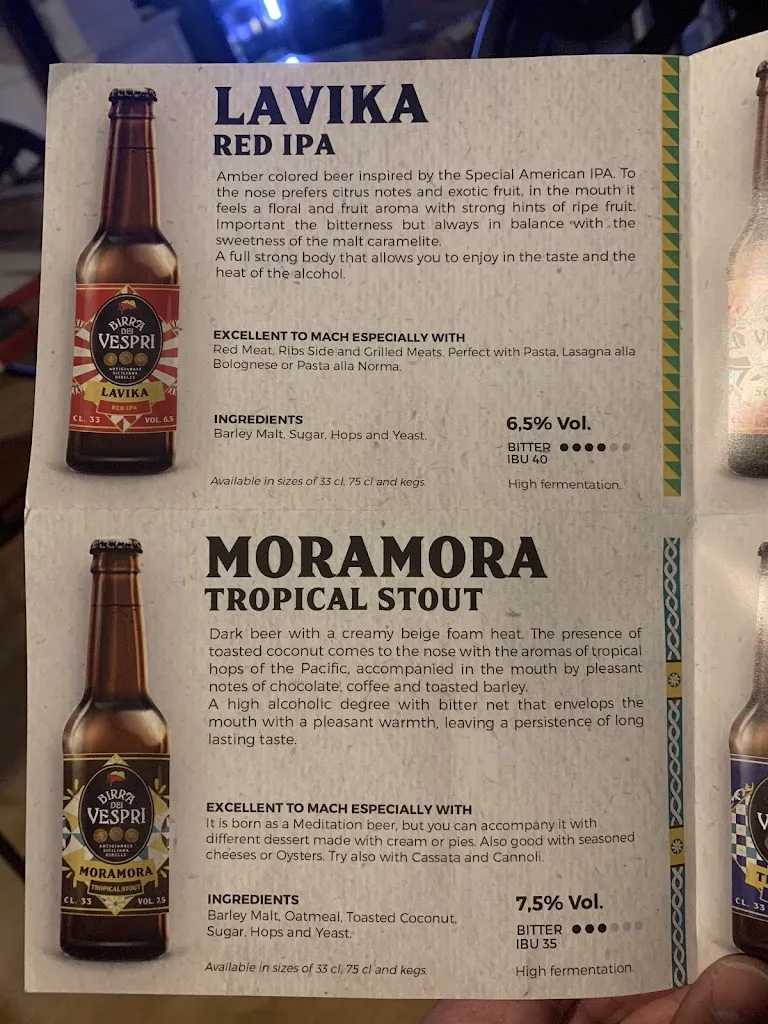 LAVIKA
RED IPA
Amber colored beer inspired by the Special American IPA. To
the nose prefers citrus notes and exotic fruit, in the mouth it
feels a floral and fruit aroma with strong hints of ripe fruit.
Important the bitterness but always in balance with the
sweetness of the malt caramelite.
A full strong body that allows you to enjoy in the taste and the
heat of the alcohol.
EXCELLENT TO MACH ESPECIALLY WITH
Red Meat, Ribs Side and Grilled Meats. Perfect with Pasta, Lasagna alla
Bolognese or Pasta alla Norma.
INGREDIENTS
Barley Malt, Sugar, Hops and Yeast.
6,5% Vol.
BITTER
IBU 40
Available in sizes of 33 cl, 75 cl and kegs.
High fermentation.
BIRRA
DEI
VESPRI
ARTIGIANALE
SICILIANA
RIBELLE
LAVIKA
RED IPA
CL. 33
VOL. 6.5
MORAMORA
TROPICAL STOUT
Dark beer with a creamy beige foam heat. The presence of
toasted coconut comes to the nose with the aromas of tropical
hops of the Pacific, accompanied in the mouth by pleasant
notes of chocolate, coffee and toasted barley.
A high alcoholic degree with bitter net that envelops the
mouth with a pleasant warmth, leaving a persistence of long
lasting taste.
EXCELLENT TO MACH ESPECIALLY WITH
It is born as a Meditation beer, but you can accompany it with
different dessert made with cream or pies. Also good with seasoned
cheeses or Oysters. Try also with Cassata and Cannoli.
INGREDIENTS
Barley Malt, Oatmeal, Toasted Coconut,
Sugar, Hops and Yeast.
7,5% Vol.
BITTER
IBU 35
Available in sizes of 33 cl, 75 cl and kegs.
High fermentation.
BIRRA
DEI
VESPRI
ARTIGIANALE
SICILIANA
RIBELLE
MORAMORA
TROPICAL STOUT
CL. 33
VOL. 7.5
CL. 33